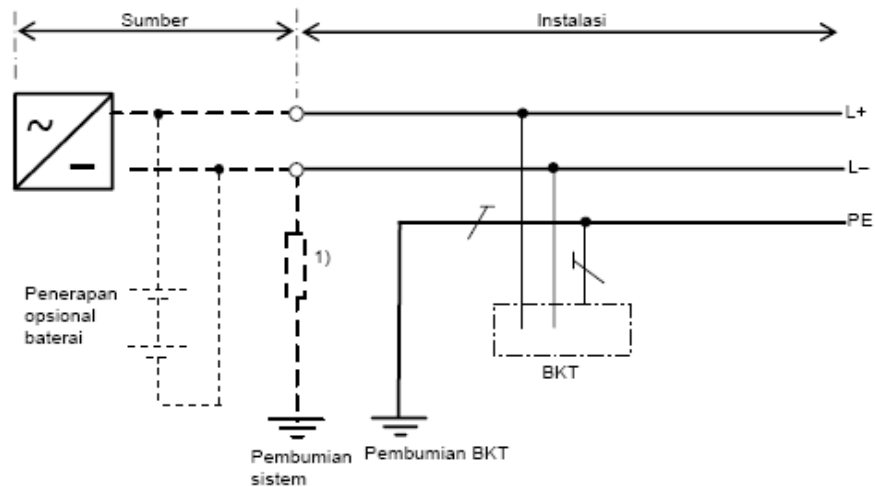 Sumber
Instalasi
~
L+
–
L–
PE
1)
Penerapan
opsional
baterai
BKT
Pembumian
sistem
Pembumian BKT